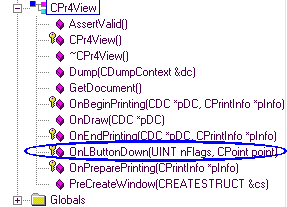 CPr4View
AssertValid()
CPr4View()
~CPr4View()
Dump(CDumpContext &dc)
GetDocument()
OnBeginPrinting(CDC *pDC, CPrintInfo *pInfo)
OnDraw(CDC *pDC)
OnEndPrinting(CDC *pDC, CPrintInfo *pInfo)
OnLButtonDown(UINT nFlags, CPoint point)
OnPreparePrinting(CPrintInfo *pInfo)
PreCreateWindow(CREATESTRUCT &cs)
Globals